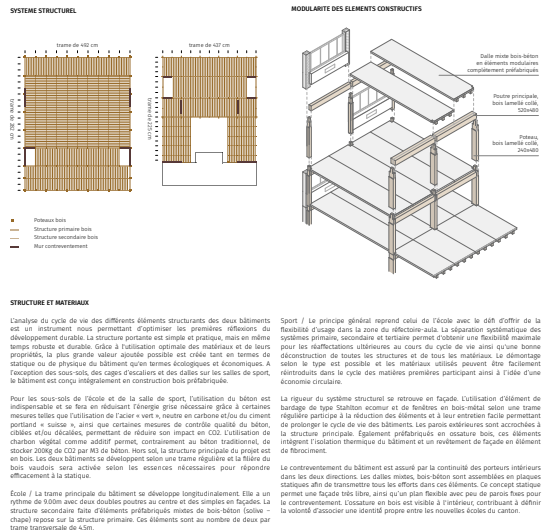 SYSTEME STRUCTUREL
MODULARITE DES ELEMENTS CONSTRUCTIFS
trame de 492 cm
trame de 437 cm
trame de 225 cm
Dalle mixte bois-béton
en éléments modulaires
complètement préfabriqués
Poutre principale,
bois lamellé collé,
520x480
Poteau,
bois lamellé collé,
240x480
Poteaux bois
Structure primaire bois
Structure secondaire bois
Mur contreventement
STRUCTURE ET MATERIAUX
L'analyse du cycle de vie des différents éléments structurants des deux bâtiments
est un instrument nous permettant d'optimiser les premières réflexions du
développement durable. La structure portante est simple et pratique, mais en même
temps robuste et durable. Grâce à l'utilisation optimale des matériaux et de leurs
propriétés, la plus grande valeur ajoutée possible est créée tant en termes de
statique ou de physique du bâtiment qu'en termes écologiques et économiques. A
l'exception des sous-sols, des cages d'escaliers et des dalles sur les salles de sport,
le bâtiment est conçu intégralement en construction bois préfabriquée.
Pour les sous-sols de l'école et de la salle de sport, l'utilisation du béton est
indispensable et se fera en réduisant l'énergie grise nécessaire grâce à certaines
mesures telles que l'utilisation de l'acier « vert », neutre en carbone et/ou du ciment
portland « suisse », ainsi que certaines mesures de contrôle qualité du béton,
ciblées et/ou décalées, permettant de réduire son impact en CO2. L'utilisation de
charbon végétal comme additif permet, contrairement au béton traditionnel, de
stocker 200Kg de CO2 par M3 de béton. Hors sol, la structure principale du projet est
en bois. Les deux bâtiments se développent selon une trame régulière et la filière du
bois vaudois sera activée selon les essences nécessaires pour répondre
efficacement à la statique.
École / La trame principale du bâtiment se développe longitudinalement. Elle a un
rythme de 9.00m avec deux doubles poutres au centre et des simples en façades. La
structure secondaire faite d'éléments préfabriqués mixtes de bois-béton (solive –
chape) repose sur la structure primaire. Ces éléments sont au nombre de deux par
trame transversale de 4.5m.
Sport / Le principe général reprend celui de l'école avec le défi d'offrir de la
flexibilité d'usage dans la zone du réfectoire-aula. La séparation systématique des
systèmes primaire, secondaire et tertiaire permet d'obtenir une flexibilité maximale
pour les réaffectations ultérieures au cours du cycle de vie ainsi qu'une bonne
déconstruction de toutes les structures et de tous les matériaux. Le démontage
selon le type est possible et les matériaux utilisés peuvent être facilement
réintroduits dans le cycle des matières premières participant ainsi à l'idée d'une
économie circulaire.
La rigueur du système structurel se retrouve en façade. L'utilisation d'élément de
bardage de type Stahlton ecomur et de fenêtres en bois-métal selon une trame
régulière participe à la réduction des éléments et à leur entretien facile permettant
de prolonger le cycle de vie des bâtiments. Les parois extérieures sont accrochées à
la structure principale. Également préfabriqués en ossature bois, ces éléments
intègrent l'isolation thermique du bâtiment et un revêtement de façade en élément
de fibrociment.
Le contreventement du bâtiment est assuré par la continuité des porteurs intérieurs
dans les deux directions. Les dalles mixtes, bois-béton sont assemblées en plaques
statiques afin de transmettre tous les efforts dans ces éléments. Ce concept statique
permet une façade très libre, ainsi qu'un plan flexible avec peu de parois fixes pour
le contreventement. L'ossature en bois est visible à l'intérieur, contribuant à définir
la volonté d'associer une identité propre entre les nouvelles écoles du canton.